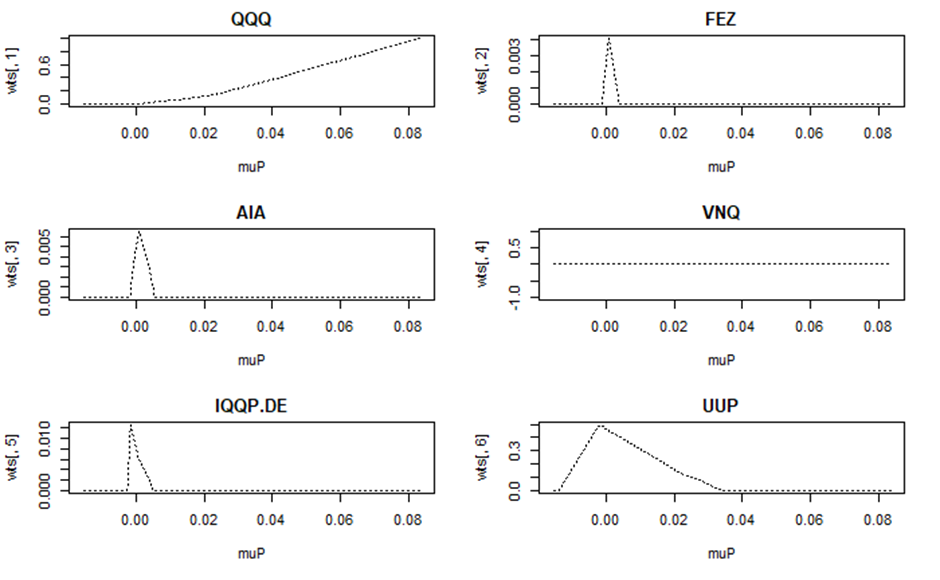 QQQ
wts[, 1]
0.0 0.6
0.00 0.02 0.04 0.06 0.08
muP
FEZ
wts[, 2]
0.000 0.003
0.00 0.02 0.04 0.06 0.08
muP
AIA
wts[, 3]
0.000 0.005
0.00 0.02 0.04 0.06 0.08
muP
VNQ
wts[, 4]
-1.0 0.5
0.00 0.02 0.04 0.06 0.08
muP
IQQP.DE
wts[, 5]
0.000 0.010
0.00 0.02 0.04 0.06 0.08
muP
UUP
wts[, 6]
0.0 0.3
0.00 0.02 0.04 0.06 0.08
muP